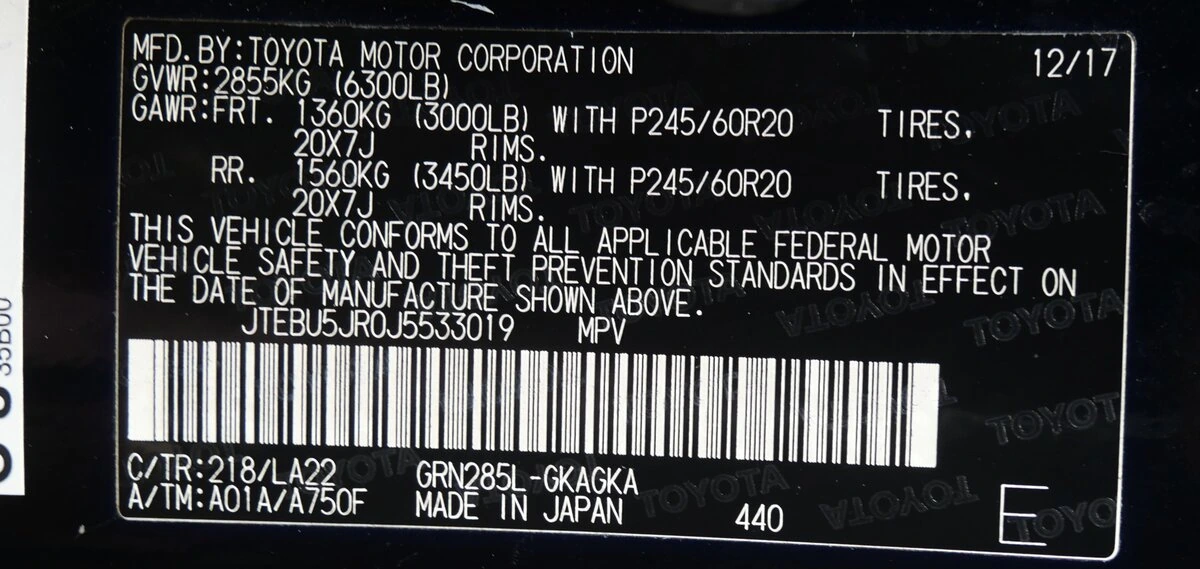 MFD.BY:TOYOTA MOTOR CORPORATION 12/17
GVWR:2855KG (6300LB)
GAWR:FRT. 1360KG (3000LB) WITH P245/60R20 TIRES.
20X7J RIMS.
RR. 1560KG (3450LB) WITH P245/60R20 TIRES.
20X7J RIMS.
THIS VEHICLE CONFORMS TO ALL APPLICABLE FEDERAL MOTOR
VEHICLE SAFETY AND THEFT PREVENTION STANDARDS IN EFFECT ON
THE DATE OF MANUFACTURE SHOWN ABOVE.
JTEBU5JR0J5533019 MPV
C/TR:218/LA22 GRN285L-GKAGKA
A/TM:A01A/A750F MADE IN JAPAN 440 E
35B00